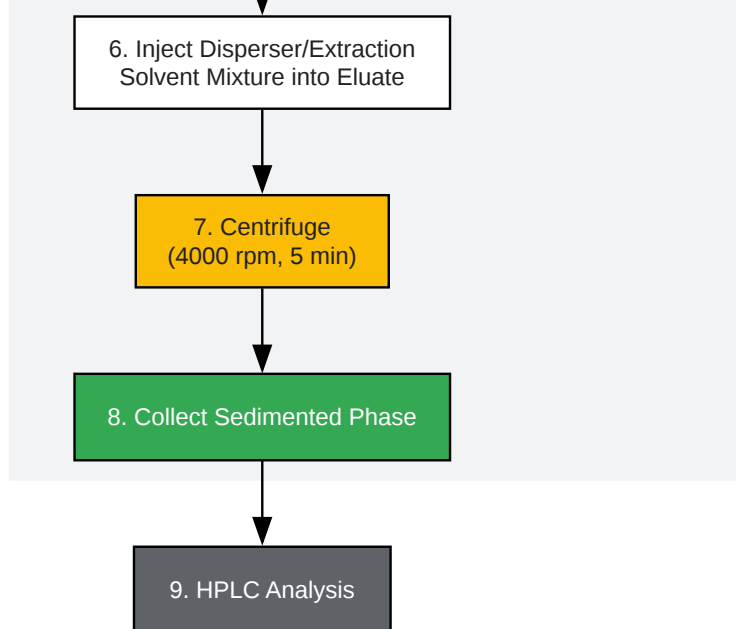 6. Inject Disperser/Extraction
Solvent Mixture into Eluate
7. Centrifuge
(4000 rpm, 5 min)
8. Collect Sedimented Phase
9. HPLC Analysis